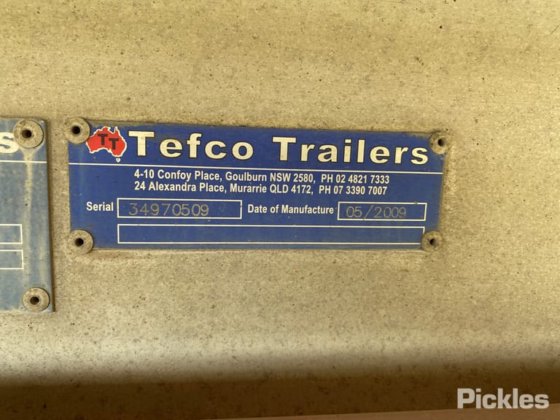 s
TT Tefco Trailers
4-10 Confoy Place, Goulburn NSW 2580, PH 02 4821 7333
24 Alexandra Place, Murarrie QLD 4172, PH 07 3390 7007
Serial 34970509 Date of Manufacture 05/2009
Pickles